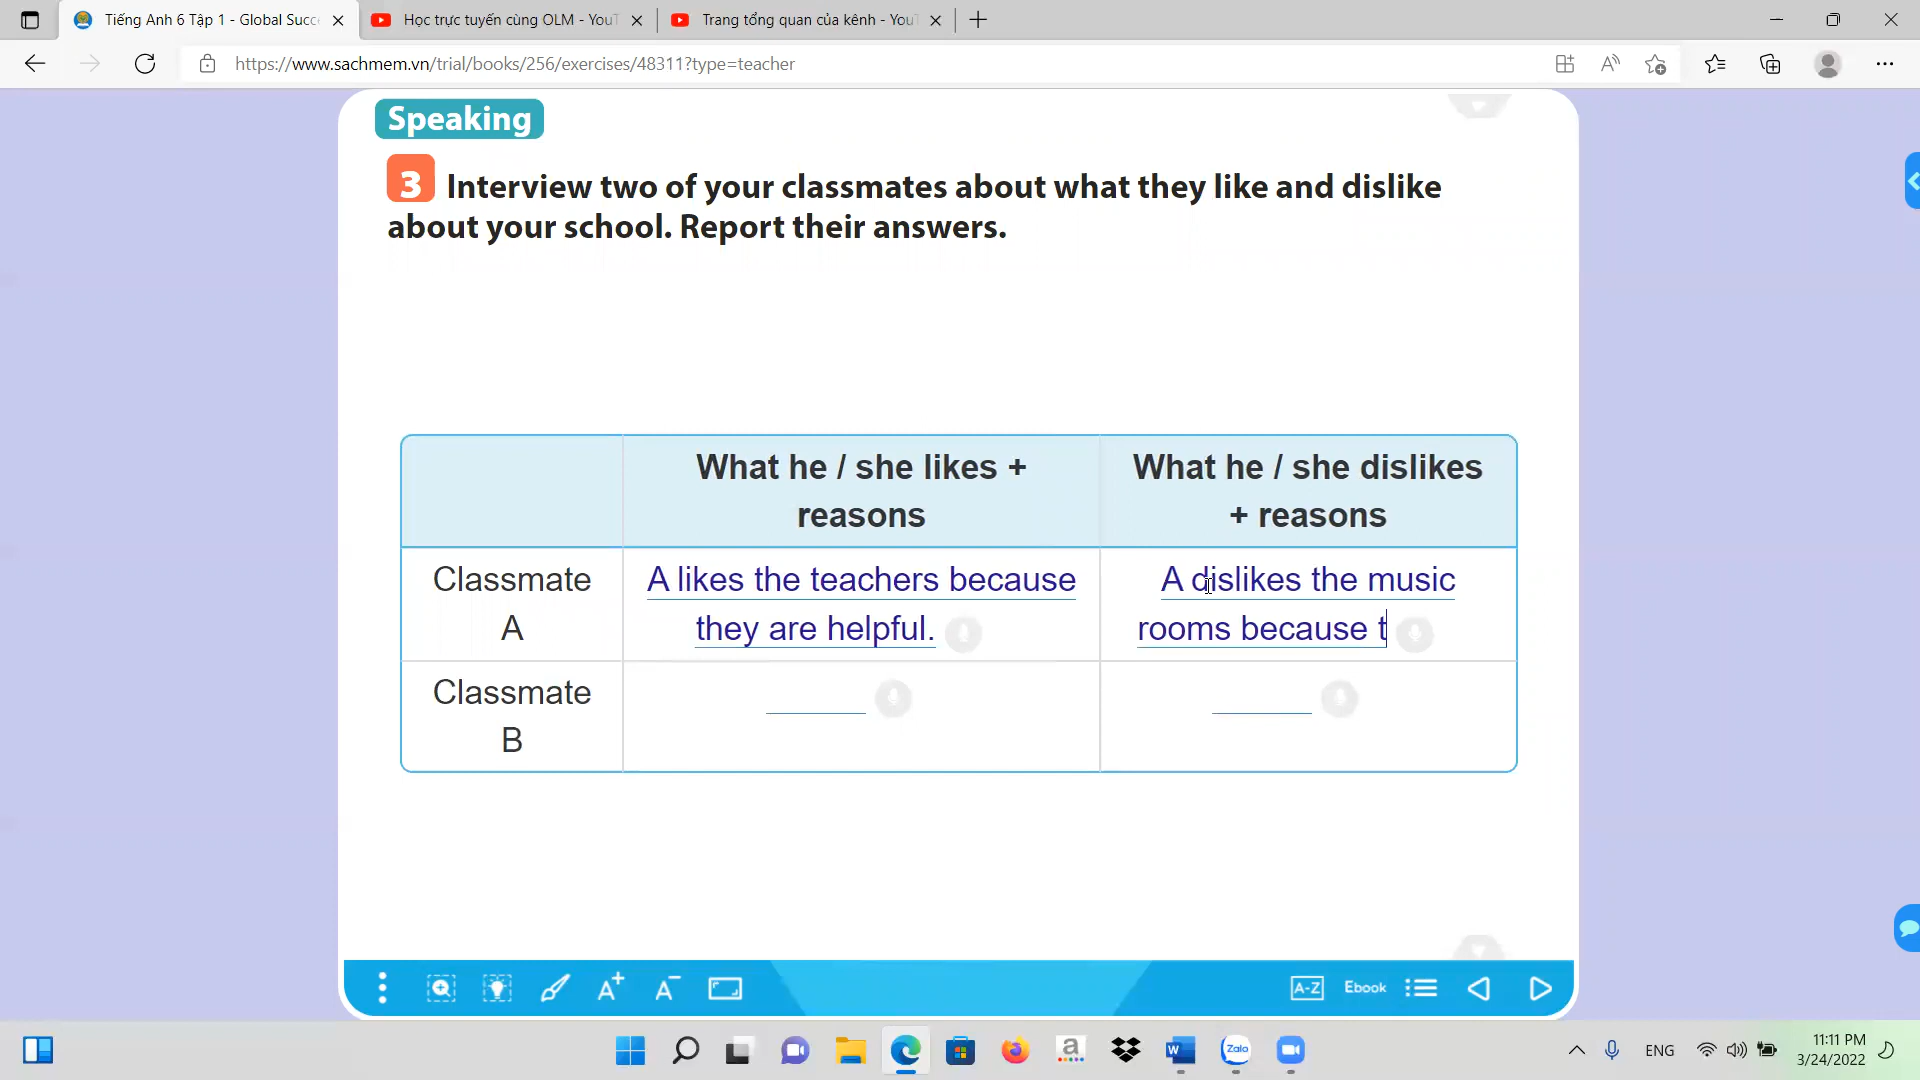 Tiếng Anh 6 Tập 1 - Global Succ
Học trực tuyến cùng OLM - YouT
Trang tổng quan của kênh - You
https://www.sachmem.vn/trial/books/256/exercises/48311?type=teacher
Speaking
3 Interview two of your classmates about what they like and dislike
about your school. Report their answers.
What he / she likes +
reasons
What he / she dislikes
+ reasons
Classmate
A
A likes the teachers because
they are helpful.
A dislikes the music
rooms because t
Classmate
B
A+
A-
A-Z
Ebook
a
W
Zalo
ENG
11:11 PM
3/24/2022